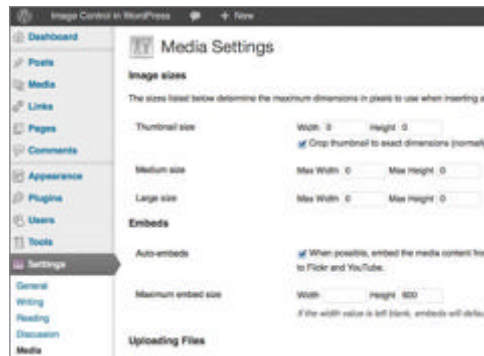 Image Control in WordPress + New
Dashboard
Posts
Media
Links
Pages
Comments
Appearance
Plugins
Users
Tools
Settings
General
Writing
Reading
Discussion
Media
Media Settings
Image sizes
The sizes listed below determine the maximum dimensions in pixels to use when inserting a
Thumbnail size Width 0 Height 0
Crop thumbnail to exact dimensions (normally
Medium size Max Width 0 Max Height 0
Large size Max Width 0 Max Height 0
Embeds
Auto-embeds When possible, embed the media content from
to Flickr and YouTube.
Maximum embed size Width Height 600
If the width value is left blank, embeds will
Uploading Files